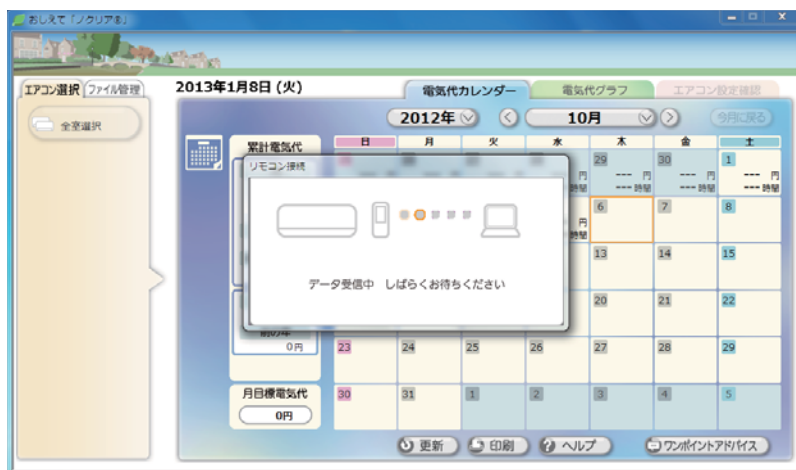 おしえて「ノクリア®」
エアコン選択 ファイル管理
2013年1月8日 (火)
電気代カレンダー 電気代グラフ エアコン設定確認
全室選択
2012年 10月 今月に戻る
累計電気代
日 月 火 水 木 金 土
リモコン接続
29 30 1
円 --- 円 --- 円 --- 円
時間 --- 時間 --- 時間 --- 時間
円 6 7 8
時間
データ受信中 しばらくお待ちください
13 14 15
20 21 22
前の年
0円 23 24 25 26 27 28 29
月目標電気代
0円
30 31 1 2 3 4 5
更新 印刷 ヘルプ ワンポイントアドバイス